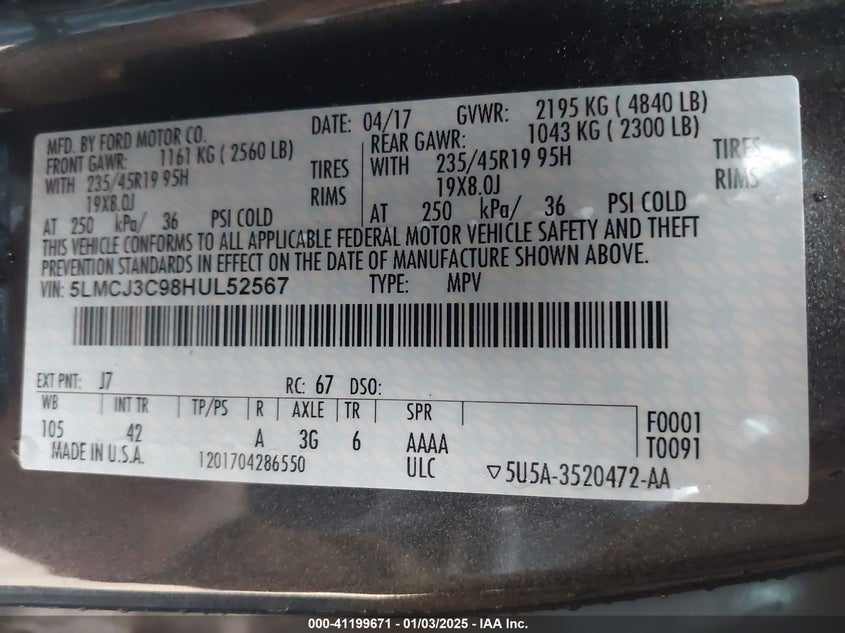 MFD. BY FORD MOTOR CO. DATE: 04/17 GVWR: 2195 KG ( 4840 LB)
FRONT GAWR: 1161 KG ( 2560 LB) REAR GAWR: 1043 KG ( 2300 LB)
WITH 235/45R19 95H TIRES WITH 235/45R19 95H TIRES
19X8.0J RIMS 19X8.0J RIMS
AT 250 kPa/ 36 PSI COLD AT 250 kPa/ 36 PSI COLD
THIS VEHICLE CONFORMS TO ALL APPLICABLE FEDERAL MOTOR VEHICLE SAFETY AND THEFT
PREVENTION STANDARDS IN EFFECT ON THE DATE OF MANUFACTURE SHOWN ABOVE.
VIN: 5LMCJ3C98HUL52567 TYPE: MPV
EXT PNT: J7 RC: 67 DSO:
WB INT TR TP/PS R AXLE TR SPR
105 42 A 3G 6 AAAA F0001
T0091
MADE IN U.S.A. 1201704286550 ULC ▽5U5A-3520472-AA
000-41199671 - 01/03/2025 - IAA Inc.